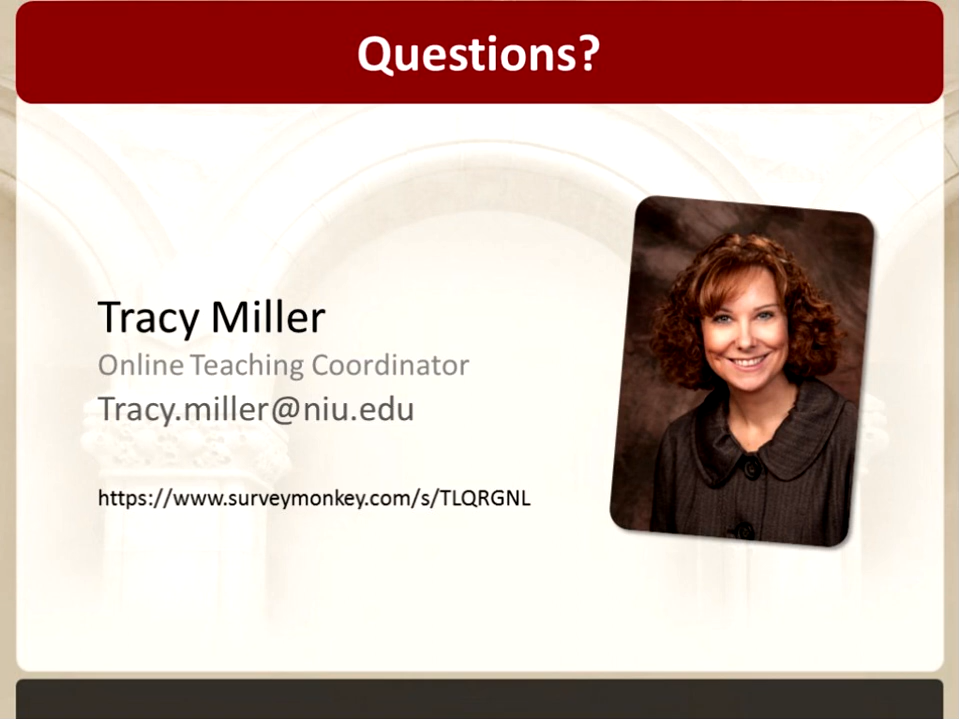 Questions?
Tracy Miller
Online Teaching Coordinator
Tracy.miller@niu.edu
https://www.surveymonkey.com/s/TLQRGNL